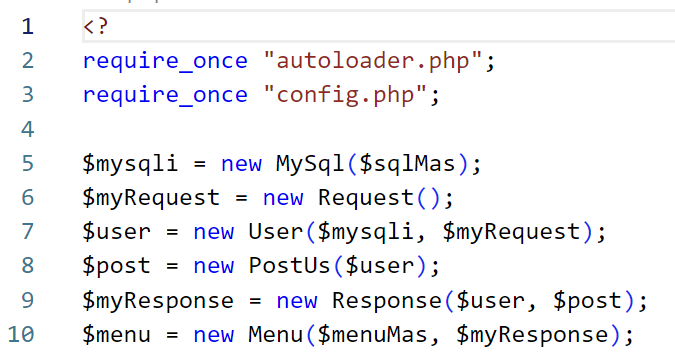 1 <?
2 require_once "autoloader.php";
3 require_once "config.php";
4
5 $mysqli = new MySql($sqlMas);
6 $myRequest = new Request();
7 $user = new User($mysqli, $myRequest);
8 $post = new PostUs($user);
9 $myResponse = new Response($user, $post);
10 $menu = new Menu($menuMas, $myResponse);